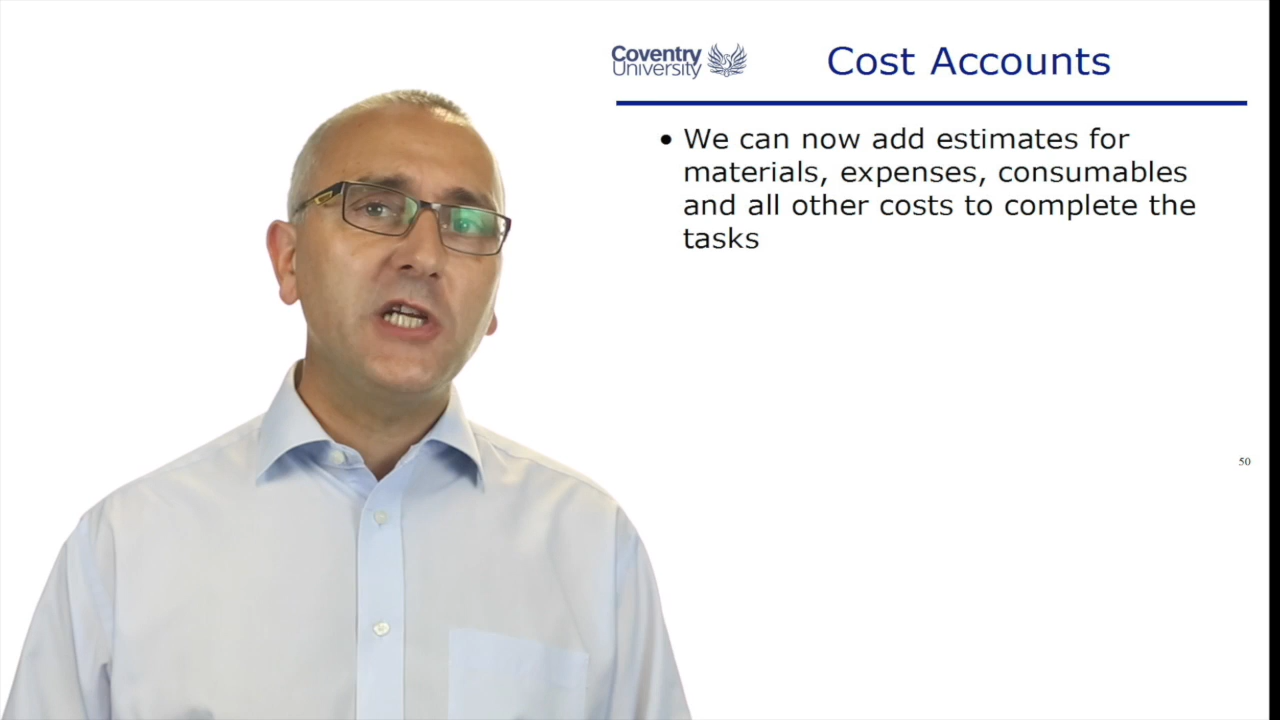 Coventry
University
Cost Accounts
• We can now add estimates for
materials, expenses, consumables
and all other costs to complete the
tasks
50